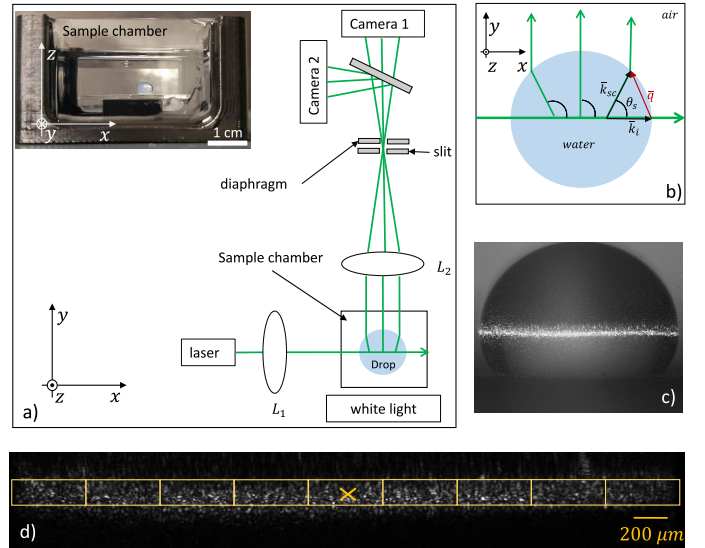 Sample chamber
z
y
x
1 cm
Camera 1
Camera 2
diaphragm
slit
Sample chamber
L₂
y
z
x
laser
L₁
Drop
white light
a)
y
z
x
air
k̄sc
q̄
θs
k̄i
water
b)
c)
d)
200 μm